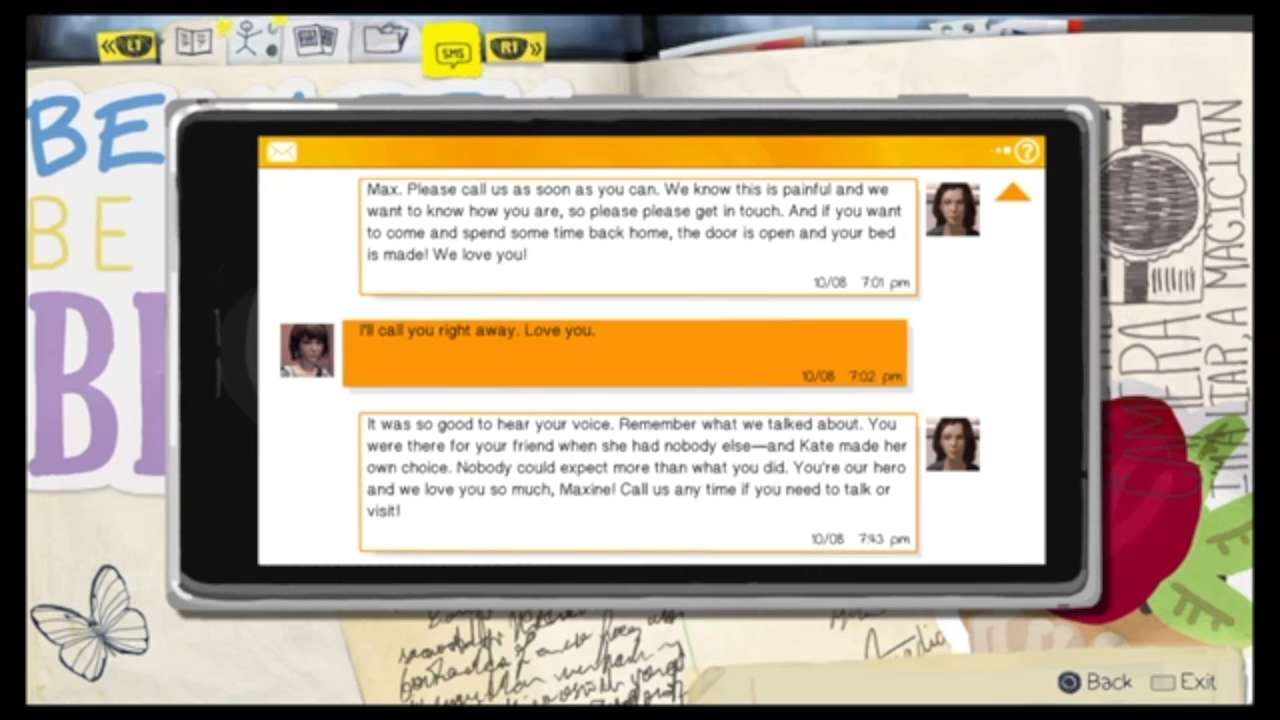 L1
SMS
R1
BE
BE
BE
Max. Please call us as soon as you can. We know this is painful and we
want to know how you are, so please please get in touch. And if you want
to come and spend some time back home, the door is open and your bed
is made! We love you!
10/08 7:01 pm
I'll call you right away. Love you.
10/08 7:02 pm
It was so good to hear your voice. Remember what we talked about. You
were there for your friend when she had nobody else—and Kate made her
own choice. Nobody could expect more than what you did. You're our hero
and we love you so much, Maxine! Call us any time if you need to talk or
visit!
10/08 7:43 pm
CAMERA
A MAGICIAN
Back
Exit